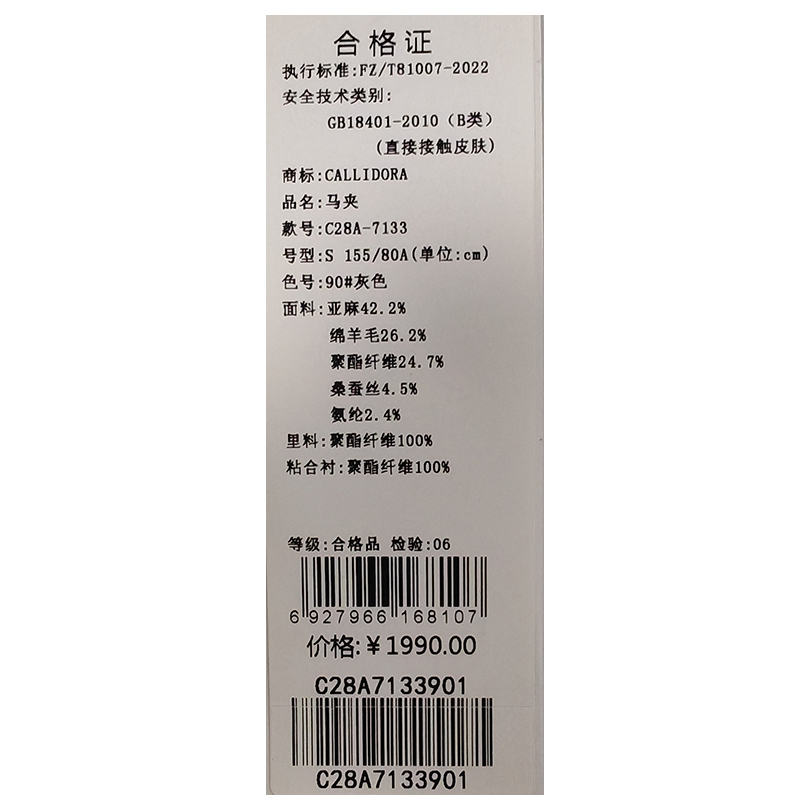 合格证
执行标准:FZ/T81007-2022
安全技术类别:
GB18401-2010（B类）
(直接接触皮肤)
商标:CALLIDORA
品名:马夹
款号:C28A-7133
号型:S 155/80A(单位:cm)
色号:90#灰色
面料:亚麻42.2%
绵羊毛26.2%
聚酯纤维24.7%
桑蚕丝4.5%
氨纶2.4%
里料:聚酯纤维100%
粘合衬:聚酯纤维100%
等级:合格品 检验:06
6 927966 168107
价格:￥1990.00
C28A7133901
C28A7133901